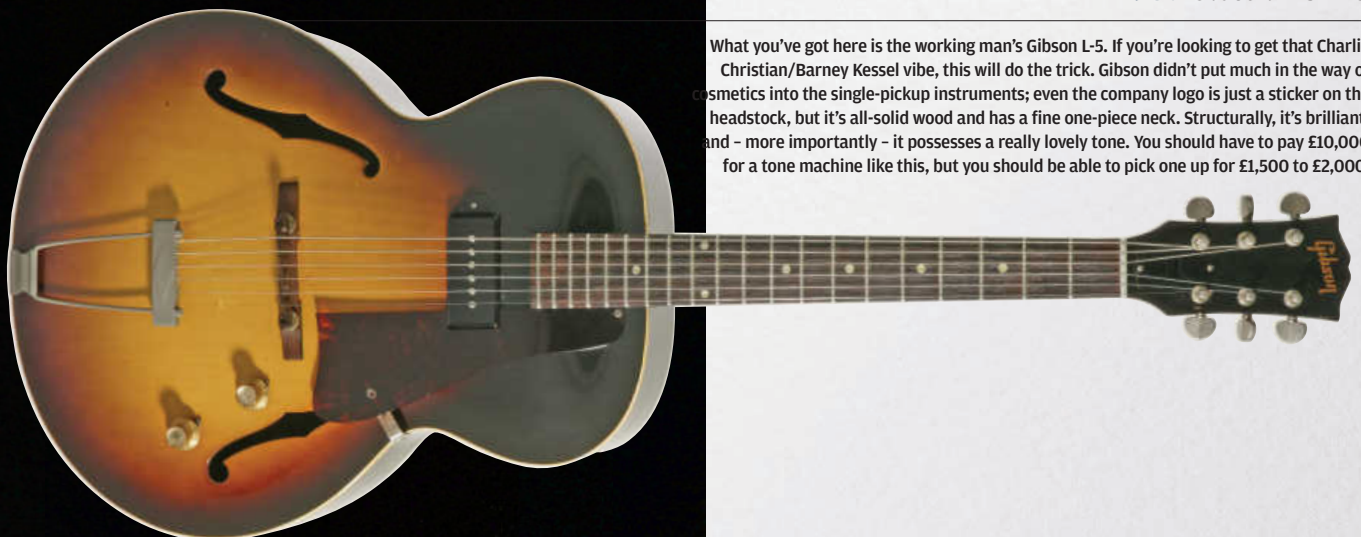 What you've got here is the working man's Gibson L-5. If you're looking to get that Charli
Christian/Barney Kessel vibe, this will do the trick. Gibson didn't put much in the way o
cosmetics into the single-pickup instruments; even the company logo is just a sticker on th
headstock, but it's all-solid wood and has a fine one-piece neck. Structurally, it's brilliant
and – more importantly – it possesses a really lovely tone. You should have to pay £10,000
for a tone machine like this, but you should be able to pick one up for £1,500 to £2,000
Gibson